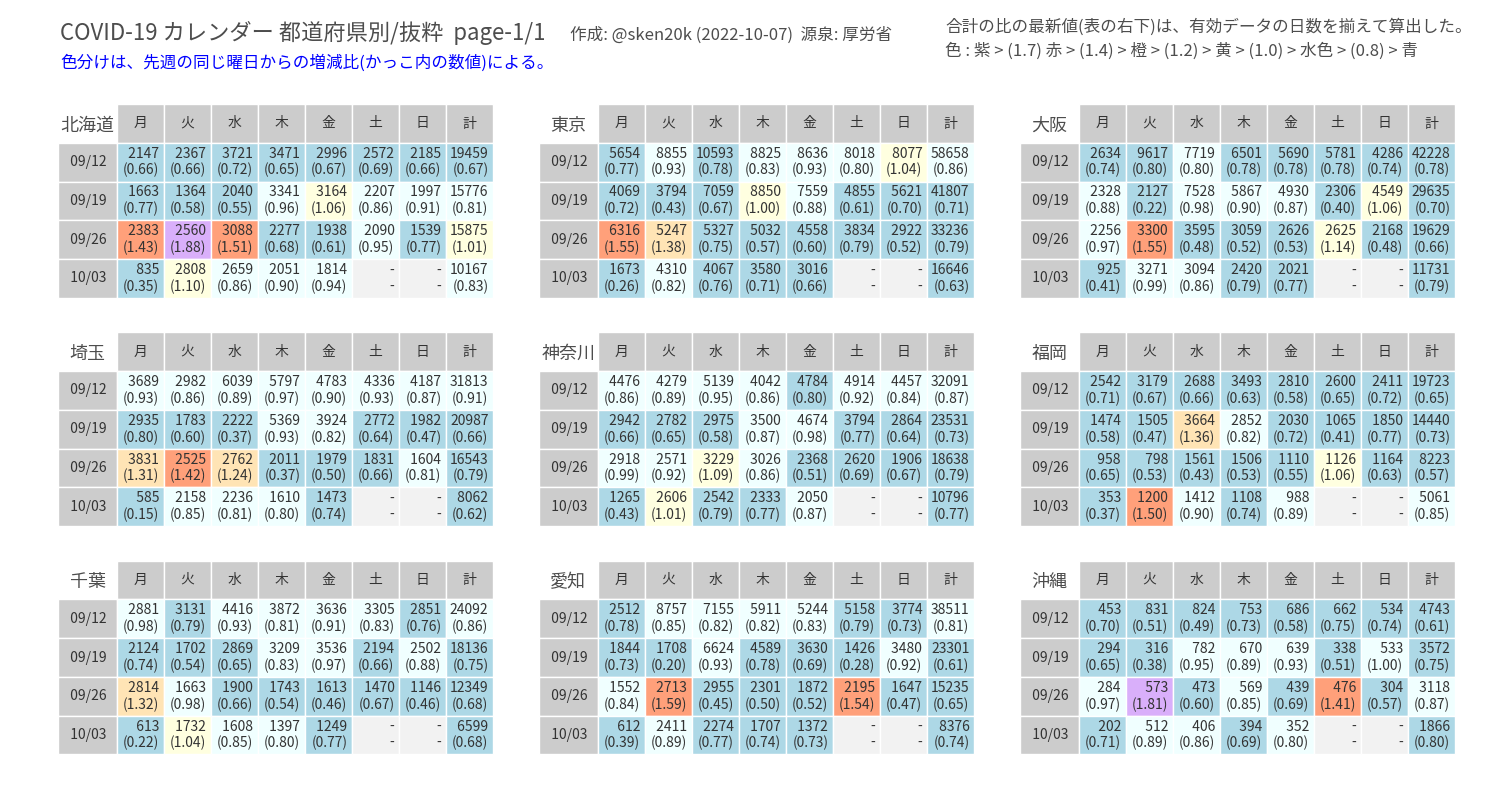 COVID-19 カレンダー 都道府県別/抜粋 page-1/1 作成: @sken20k (2022-10-07) 源泉: 厚労省
色分けは、先週の同じ曜日からの増減比(かっこ内の数値)による。
合計の比の最新値(表の右下)は、有効データの日数を揃えて算出した。
色 : 紫 > (1.7) 赤 > (1.4) > 橙 > (1.2) > 黄 > (1.0) > 水色 > (0.8) > 青
北海道 月 火 水 木 金 土 日 計
09/12 2147 2367 3721 3471 2996 2572 2185 19459
(0.66) (0.66) (0.72) (0.65) (0.67) (0.69) (0.66) (0.67)
09/19 1663 1364 2040 3341 3164 2207 1997 15776
(0.77) (0.58) (0.55) (0.96) (1.06) (0.86) (0.91) (0.81)
09/26 2383 2560 3088 2277 1938 2090 1539 15875
(1.43) (1.88) (1.51) (0.68) (0.61) (0.95) (0.77) (1.01)
10/03 835 2808 2659 2051 1814 - - 10167
(0.35) (1.10) (0.86) (0.90) (0.94) - - (0.83)
東京 月 火 水 木 金 土 日 計
09/12 5654 8855 10593 8825 8636 8018 8077 58658
(0.77) (0.93) (0.78) (0.83) (0.93) (0.80) (1.04) (0.86)
09/19 4069 3794 7059 8850 7559 4855 5621 41807
(0.72) (0.43) (0.67) (1.00) (0.88) (0.61) (0.70) (0.71)
09/26 6316 5247 5327 5032 4558 3834 2922 33236
(1.55) (1.38) (0.75) (0.57) (0.60) (0.79) (0.52) (0.79)
10/03 1673 4310 4067 3580 3016 - - 16646
(0.26) (0.82) (0.76) (0.71) (0.66) - - (0.63)
大阪 月 火 水 木 金 土 日 計
09/12 2634 9617 7719 6501 5690 5781 4286 42228
(0.74) (0.80) (0.80) (0.78) (0.78) (0.78) (0.74) (0.78)
09/19 2328 2127 7528 5867 4930 2306 4549 29635
(0.88) (0.22) (0.98) (0.90) (0.87) (0.40) (1.06) (0.70)
09/26 2256 3300 3595 3059 2626 2625 2168 19629
(0.97) (1.55) (0.48) (0.52) (0.53) (1.14) (0.48) (0.66)
10/03 925 3271 3094 2420 2021 - - 11731
(0.41) (0.99) (0.86) (0.79) (0.77) - - (0.79)
埼玉 月 火 水 木 金 土 日 計
09/12 3689 2982 6039 5797 4783 4336 4187 31813
(0.93) (0.86) (0.89) (0.97) (0.90) (0.93) (0.87) (0.91)
09/19 2935 1783 2222 5369 3924 2772 1982 20987
(0.80) (0.60) (0.37) (0.93) (0.82) (0.64) (0.47) (0.66)
09/26 3831 2525 2762 2011 1979 1831 1604 16543
(1.31) (1.42) (1.24) (0.37) (0.50) (0.66) (0.81) (0.79)
10/03 585 2158 2236 1610 1473 - - 8062
(0.15) (0.85) (0.81) (0.80) (0.74) - - (0.62)
神奈川 月 火 水 木 金 土 日 計
09/12 4476 4279 5139 4042 4784 4914 4457 32091
(0.86) (0.89) (0.95) (0.86) (0.80) (0.92) (0.84) (0.87)
09/19 2942 2782 2975 3500 4674 3794 2864 23531
(0.66) (0.65) (0.58) (0.87) (0.98) (0.77) (0.64) (0.73)
09/26 2918 2571 3229 3026 2368 2620 1906 18638
(0.99) (0.92) (1.09) (0.86) (0.51) (0.69) (0.67) (0.79)
10/03 1265 2606 2542 2333 2050 - - 10796
(0.43) (1.01) (0.79) (0.77) (0.87) - - (0.77)
福岡 月 火 水 木 金 土 日 計
09/12 2542 3179 2688 3493 2810 2600 2411 19723
(0.71) (0.67) (0.66) (0.63) (0.58) (0.65) (0.72) (0.65)
09/19 1474 1505 3664 2852 2030 1065 1850 14440
(0.58) (0.47) (1.36) (0.82) (0.72) (0.41) (0.77) (0.73)
09/26 958 798 1561 1506 1110 1126 1164 8223
(0.65) (0.53) (0.43) (0.53) (0.55) (1.06) (0.63) (0.57)
10/03 353 1200 1412 1108 988 - - 5061
(0.37) (1.50) (0.90) (0.74) (0.89) - - (0.85)
千葉 月 火 水 木 金 土 日 計
09/12 2881 3131 4416 3872 3636 3305 2851 24092
(0.98) (0.79) (0.93) (0.81) (0.91) (0.83) (0.76) (0.86)
09/19 2124 1702 2869 3209 3536 2194 2502 18136
(0.74) (0.54) (0.65) (0.83) (0.97) (0.66) (0.88) (0.75)
09/26 2814 1663 1900 1743 1613 1470 1146 12349
(1.32) (0.98) (0.66) (0.54) (0.46) (0.67) (0.46) (0.68)
10/03 613 1732 1608 1397 1249 - - 6599
(0.22) (1.04) (0.85) (0.80) (0.77) - - (0.68)
愛知 月 火 水 木 金 土 日 計
09/12 2512 8757 7155 5911 5244 5158 3774 38511
(0.78) (0.85) (0.82) (0.82) (0.83) (0.79) (0.73) (0.81)
09/19 1844 1708 6624 4589 3630 1426 3480 23301
(0.73) (0.20) (0.93) (0.78) (0.69) (0.28) (0.92) (0.61)
09/26 1552 2713 2955 2301 1872 2195 1647 15235
(0.84) (1.59) (0.45) (0.50) (0.52) (1.54) (0.47) (0.65)
10/03 612 2411 2274 1707 1372 - - 8376
(0.39) (0.89) (0.77) (0.74) (0.73) - - (0.74)
沖縄 月 火 水 木 金 土 日 計
09/12 453 831 824 753 686 662 534 4743
(0.70) (0.51) (0.49) (0.73) (0.58) (0.75) (0.74) (0.61)
09/19 294 316 782 670 639 338 533 3572
(0.65) (0.38) (0.95) (0.89) (0.93) (0.51) (1.00) (0.75)
09/26 284 573 473 569 439 476 304 3118
(0.97) (1.81) (0.60) (0.85) (0.69) (1.41) (0.57) (0.87)
10/03 202 512 406 394 352 - - 1866
(0.71) (0.89) (0.86) (0.69) (0.80) - - (0.80)